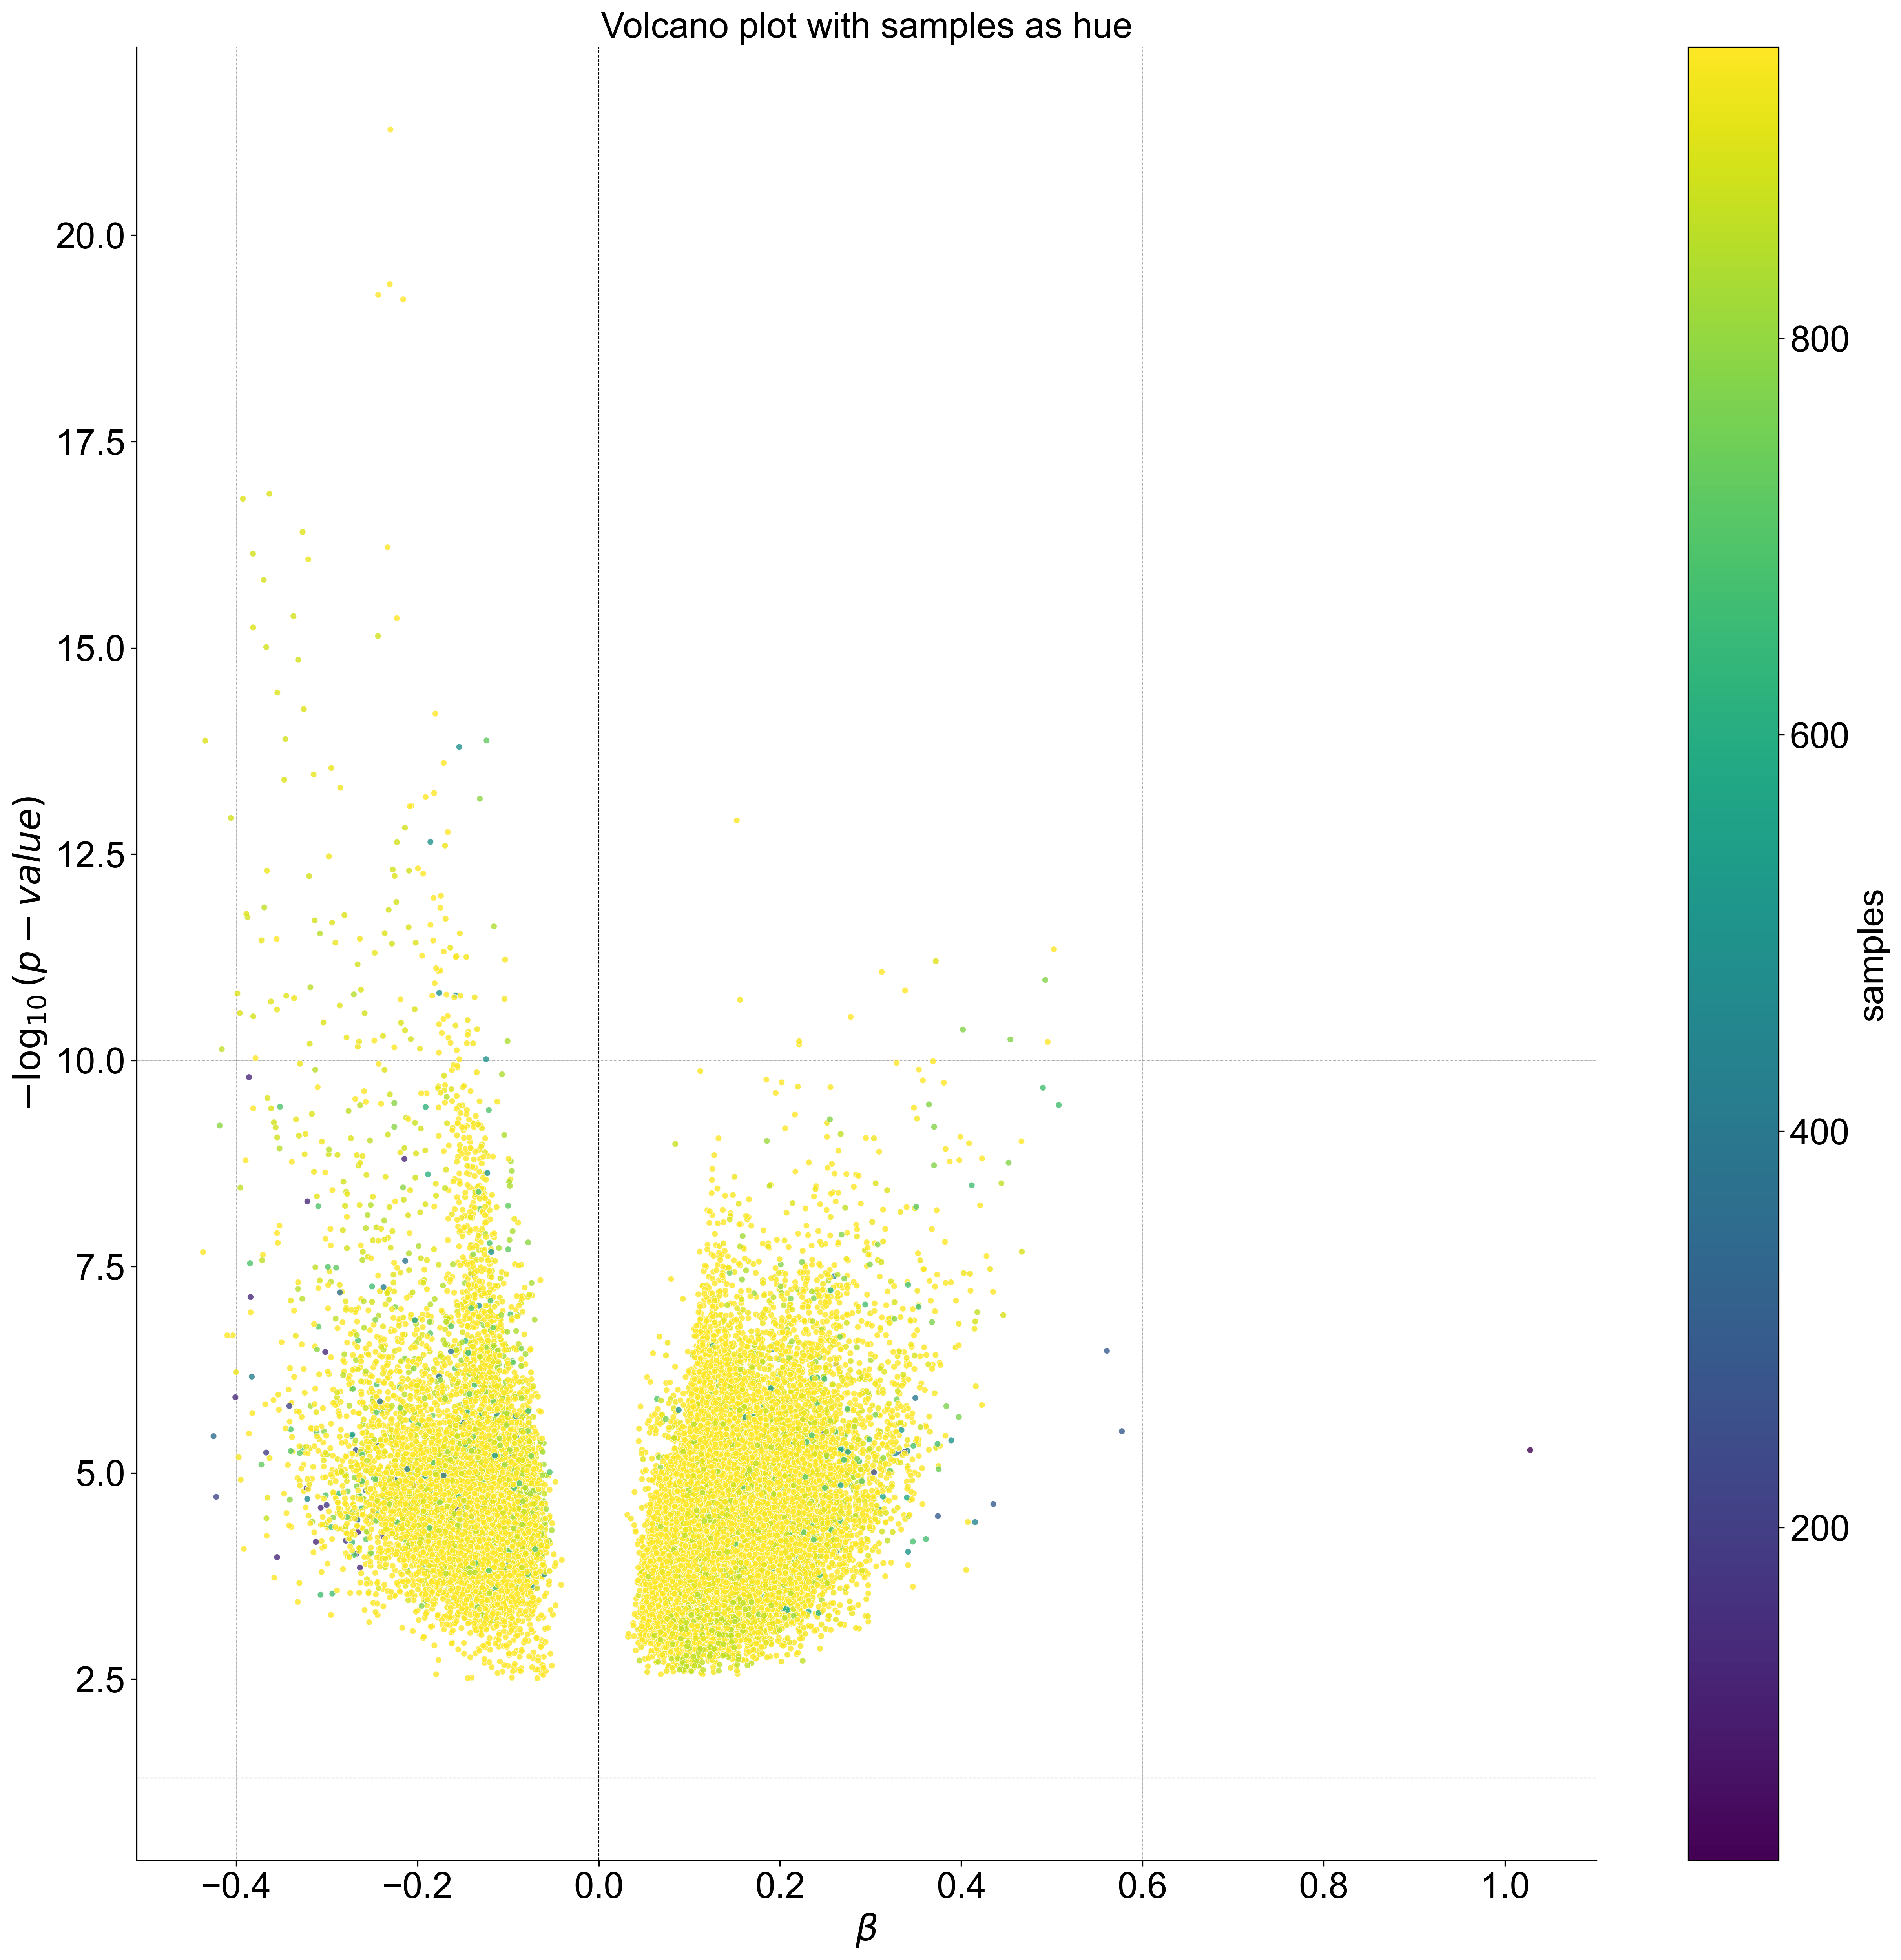 Volcano plot with samples as hue
20.0
17.5
15.0
12.5
10.0
7.5
5.0
2.5
−log₁₀(p − value)
−0.4 −0.2 0.0 0.2 0.4 0.6 0.8 1.0
β
800
600
400
200
samples